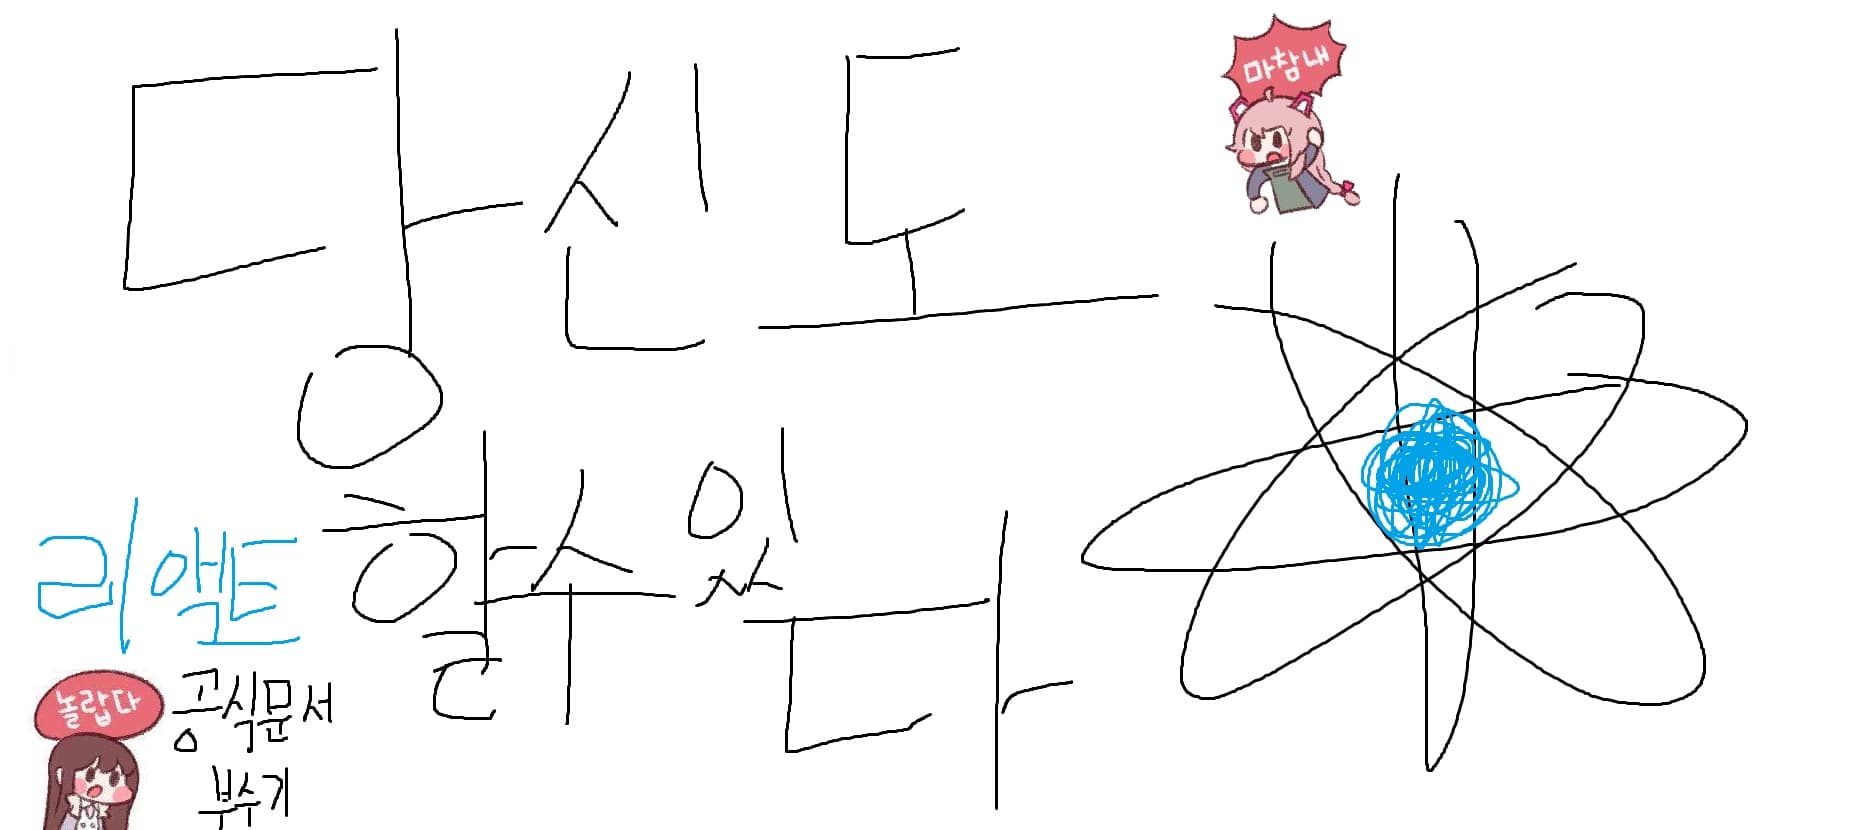 당신도
마참내
리액트 할수있다
놀랍다
공식문서
부수기